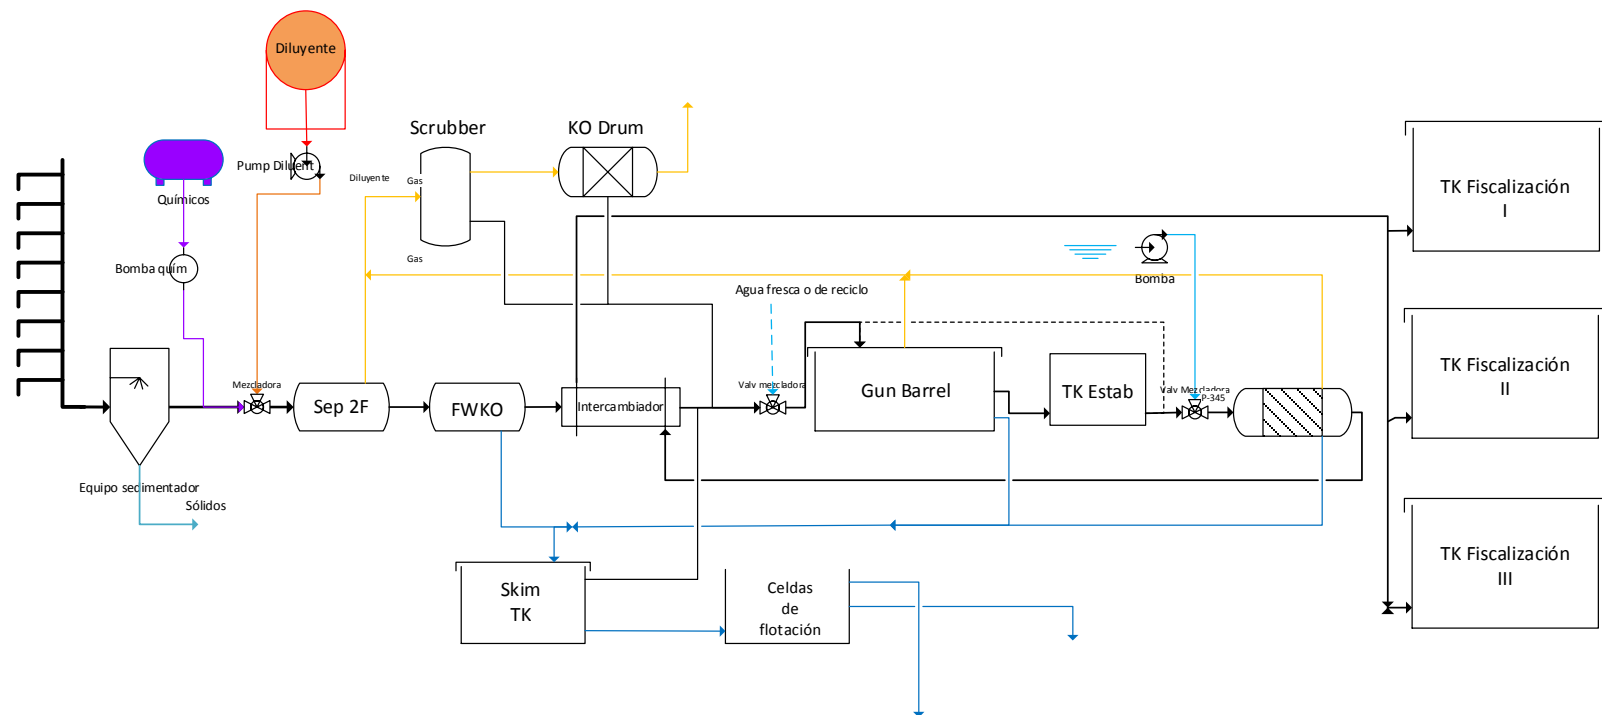 Diluyente
Scrubber
KO Drum
Pump Diluent
Diluyente
Gas
Químicos
TK Fiscalización
I
Gas
Bomba quím
Bomba
Agua fresca o de reciclo
Mezcladora
Valv mezcladora
Valv Mezcladora
P-345
Sep 2F
FWKO
Intercambiador
Gun Barrel
TK Estab
TK Fiscalización
II
Equipo sedimentador
Sólidos
TK Fiscalización
III
Skim
TK
Celdas
de
flotación